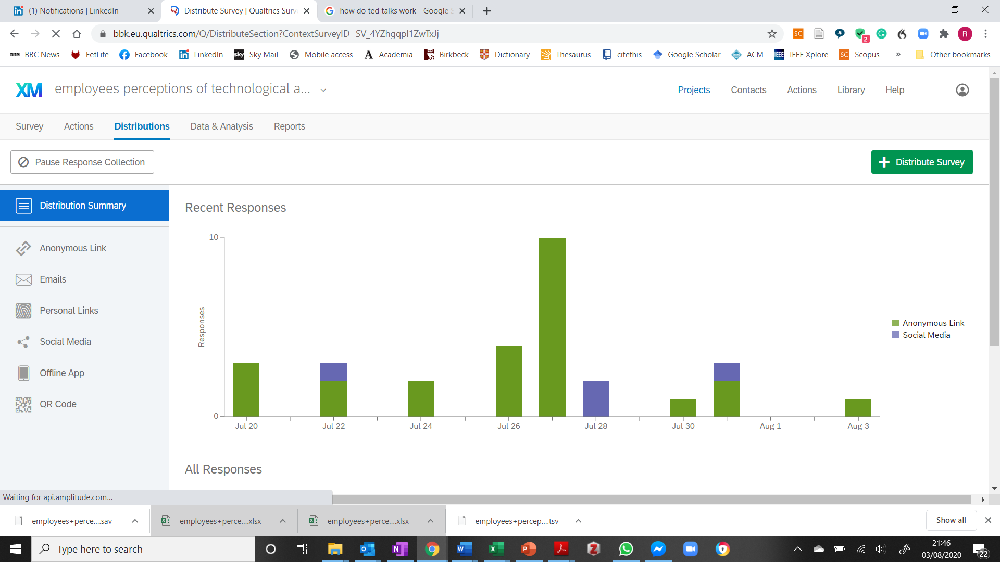 (1) Notifications | LinkedIn
Distribute Survey | Qualtrics Surv
how do ted talks work - Google S
bbk.eu.qualtrics.com/Q/DistributeSection?ContextSurveyID=SV_4YZhgqpl1ZwTxJj
SC
2
R
BBC BBC News
FetLife
Facebook
LinkedIn
sky Sky Mail
Mobile access
A Academia
Birkbeck
Dictionary
Thesaurus
citethis
Google Scholar
ACM
IEEE IEEE Xplore
SC Scopus
»
Other bookmarks
XM employees perceptions of technological a...
Projects
Contacts
Actions
Library
Help
Survey
Actions
Distributions
Data & Analysis
Reports
Pause Response Collection
Distribute Survey
Distribution Summary
Anonymous Link
Emails
Personal Links
Social Media
Offline App
QR Code
Recent Responses
10
Responses
0
Jul 20
Jul 22
Jul 24
Jul 26
Jul 28
Jul 30
Aug 1
Aug 3
Anonymous Link
Social Media
All Responses
Waiting for api.amplitude.com...
employees+perce....sav
employees+perce....xlsx
employees+perce....xlsx
employees+percep....tsv
Show all
Type here to search
21:46
03/08/2020
22